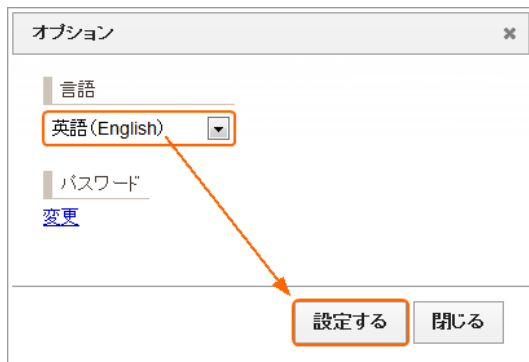 オプション
言語
英語(English)
パスワード
変更
設定する 閉じる